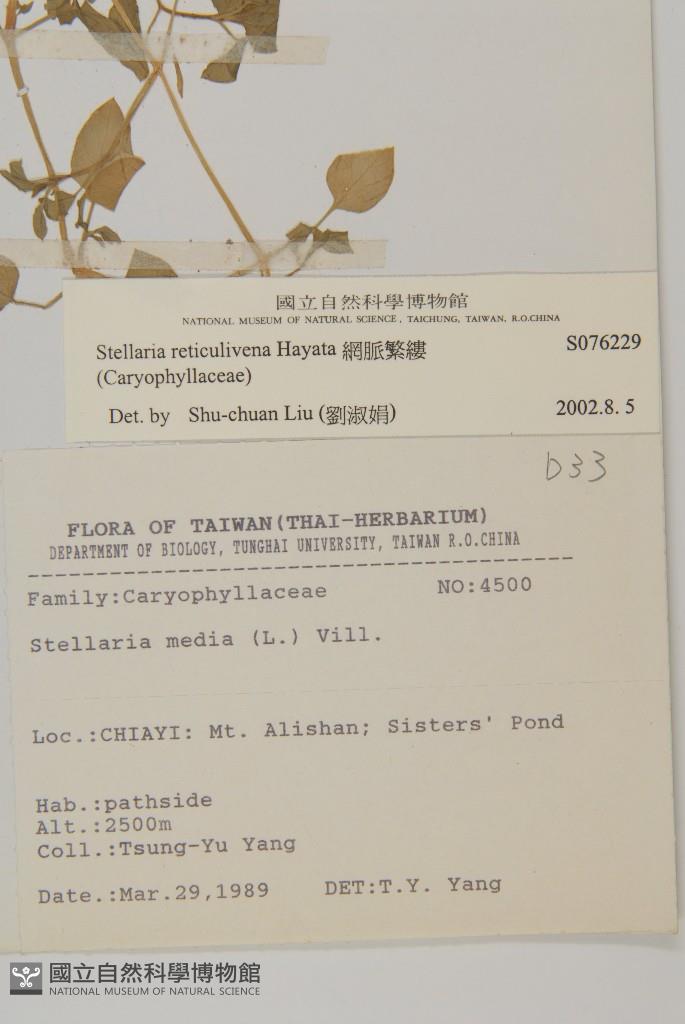 國立自然科學博物館
NATIONAL MUSEUM OF NATURAL SCIENCE, TAICHUNG, TAIWAN, R.O.CHINA
Stellaria reticulivena Hayata 網脈繁縷 S076229
(Caryophyllaceae)
Det. by Shu-chuan Liu (劉淑娟) 2002.8. 5
D33
FLORA OF TAIWAN(THAI-HERBARIUM)
DEPARTMENT OF BIOLOGY, TUNGHAI UNIVERSITY, TAIWAN R.O.CHINA
Family:Caryophyllaceae NO:4500
Stellaria media (L.) Vill.
Loc.:CHIAYI: Mt. Alishan; Sisters' Pond
Hab.:pathside
Alt.:2500m
Coll.:Tsung-Yu Yang
Date.:Mar.29,1989 DET:T.Y. Yang
國立自然科學博物館
NATIONAL MUSEUM OF NATURAL SCIENCE